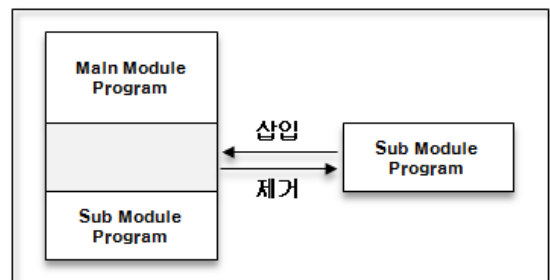 Main Module
Program
삽입
제거
Sub Module
Program
Sub Module
Program